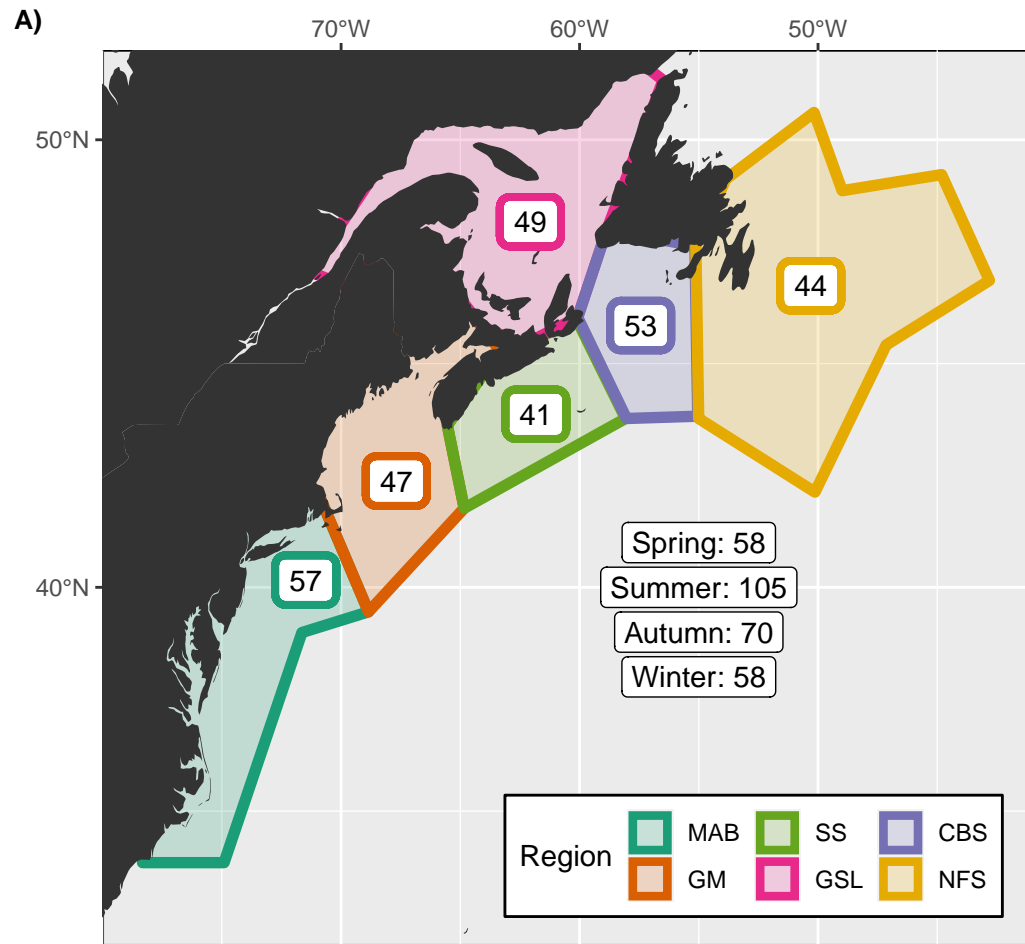 A)
70°W 60°W 50°W
50°N
49
44
53
41
47
Spring: 58
57
40°N
Summer: 105
Autumn: 70
Winter: 58
Region
MAB SS CBS
GM GSL NFS